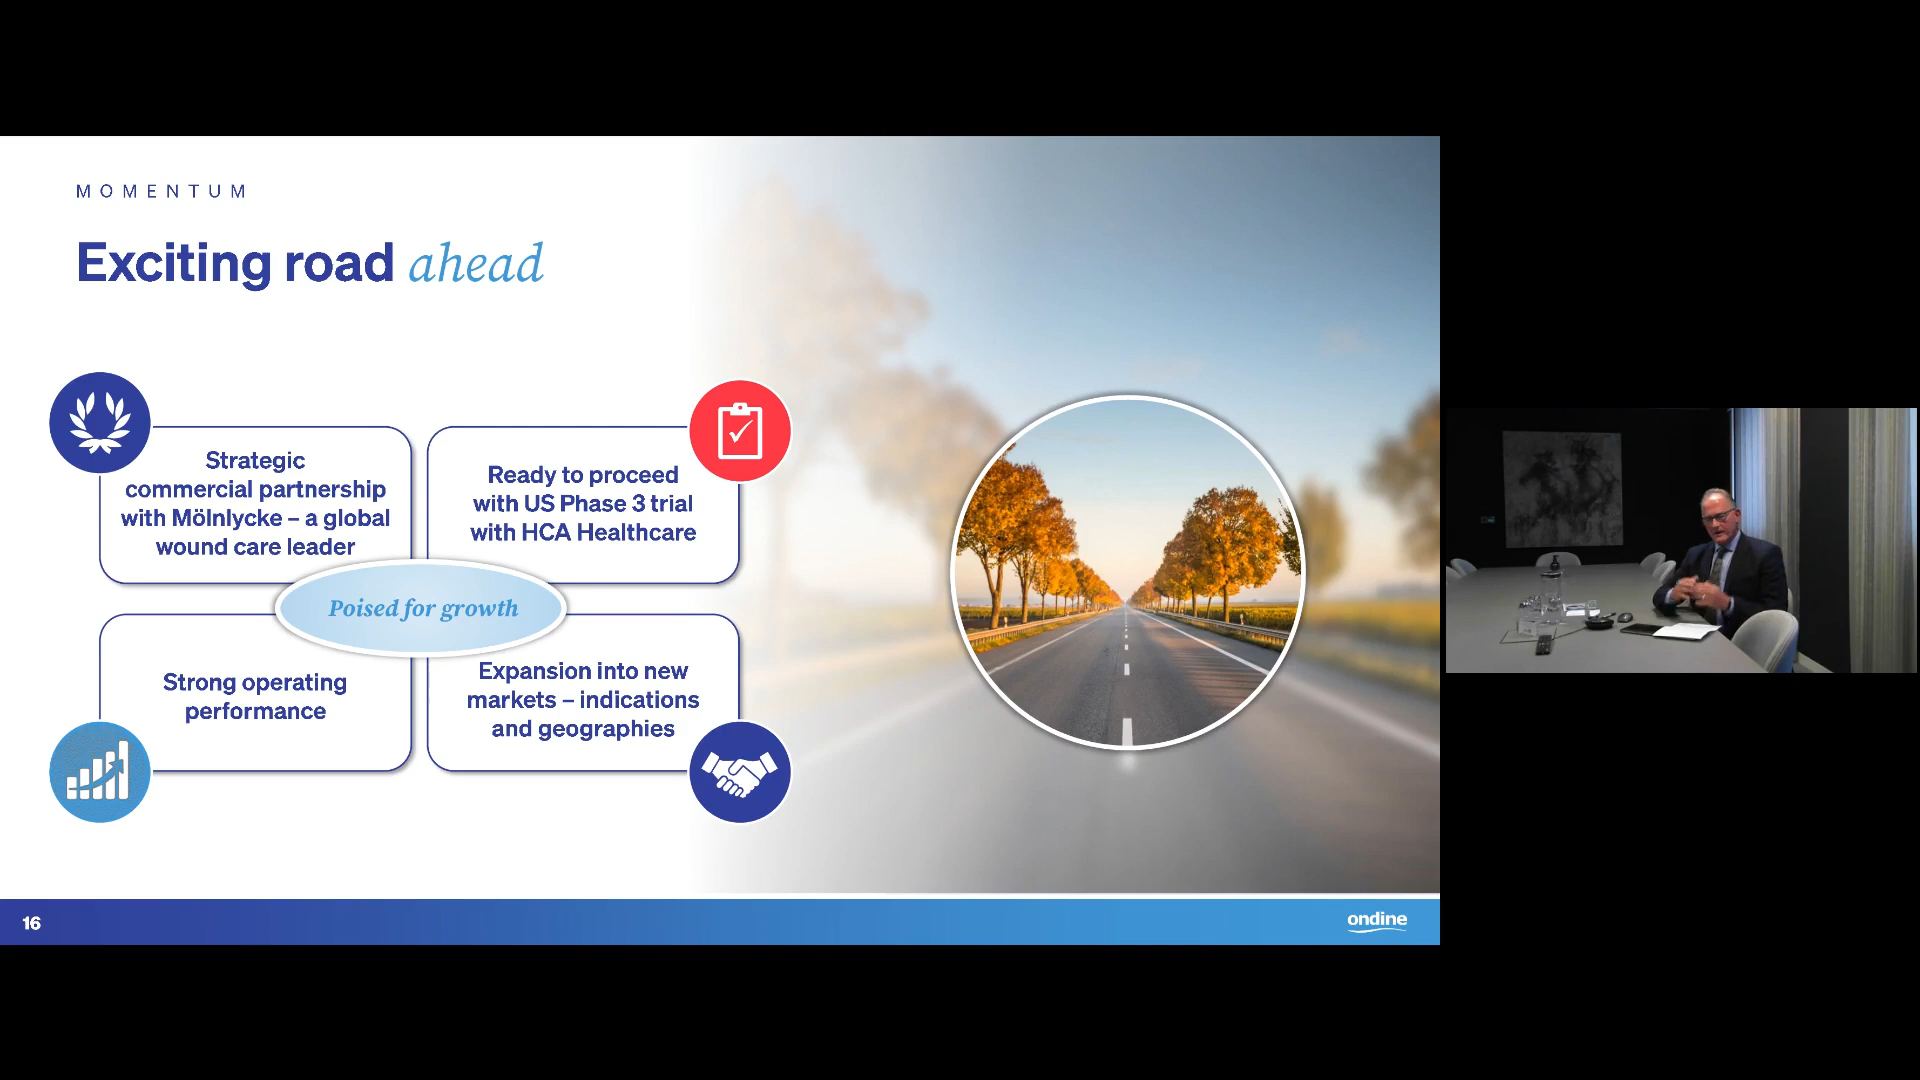 MOMENTUM
Exciting road ahead
Strategic
commercial partnership
with Mölnlycke – a global
wound care leader
Ready to proceed
with US Phase 3 trial
with HCA Healthcare
Poised for growth
Strong operating
performance
Expansion into new
markets – indications
and geographies
16
ondine